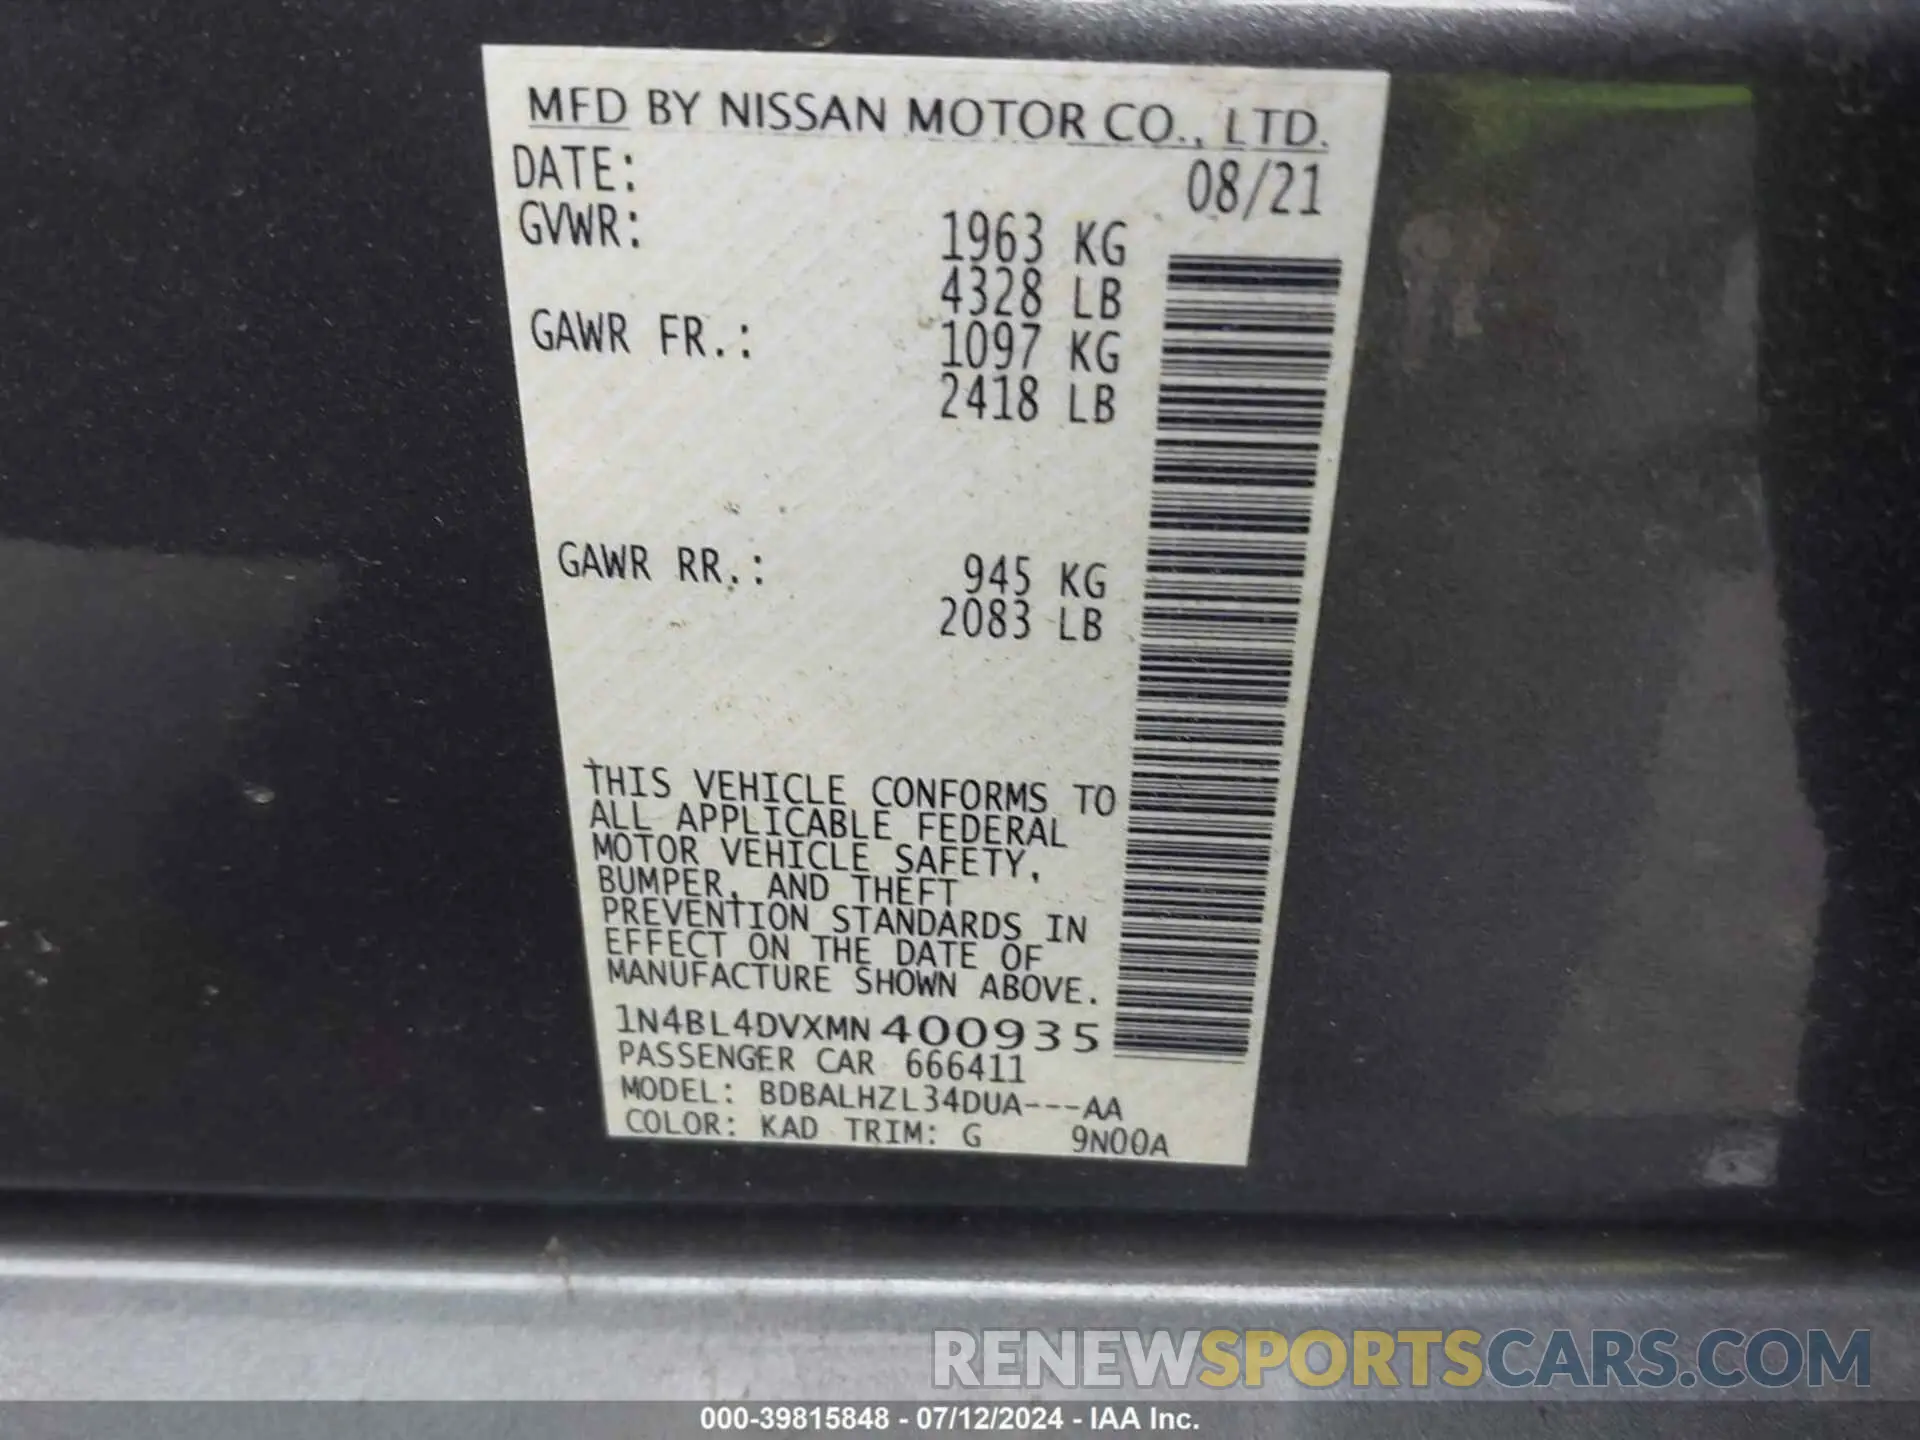 MFD BY NISSAN MOTOR CO., LTD.
DATE: 08/21
GVWR: 1963 KG
4328 LB
GAWR FR.: 1097 KG
2418 LB
GAWR RR.: 945 KG
2083 LB
THIS VEHICLE CONFORMS TO
ALL APPLICABLE FEDERAL
MOTOR VEHICLE SAFETY,
BUMPER, AND THEFT
PREVENTION STANDARDS IN
EFFECT ON THE DATE OF
MANUFACTURE SHOWN ABOVE.
1N4BL4DVXMN400935
PASSENGER CAR 666411
MODEL: BDBALHZL34DUA---AA
COLOR: KAD TRIM: G 9N00A
RENEWSPORTSCARS.COM
000-39815848 - 07/12/2024 - IAA Inc.